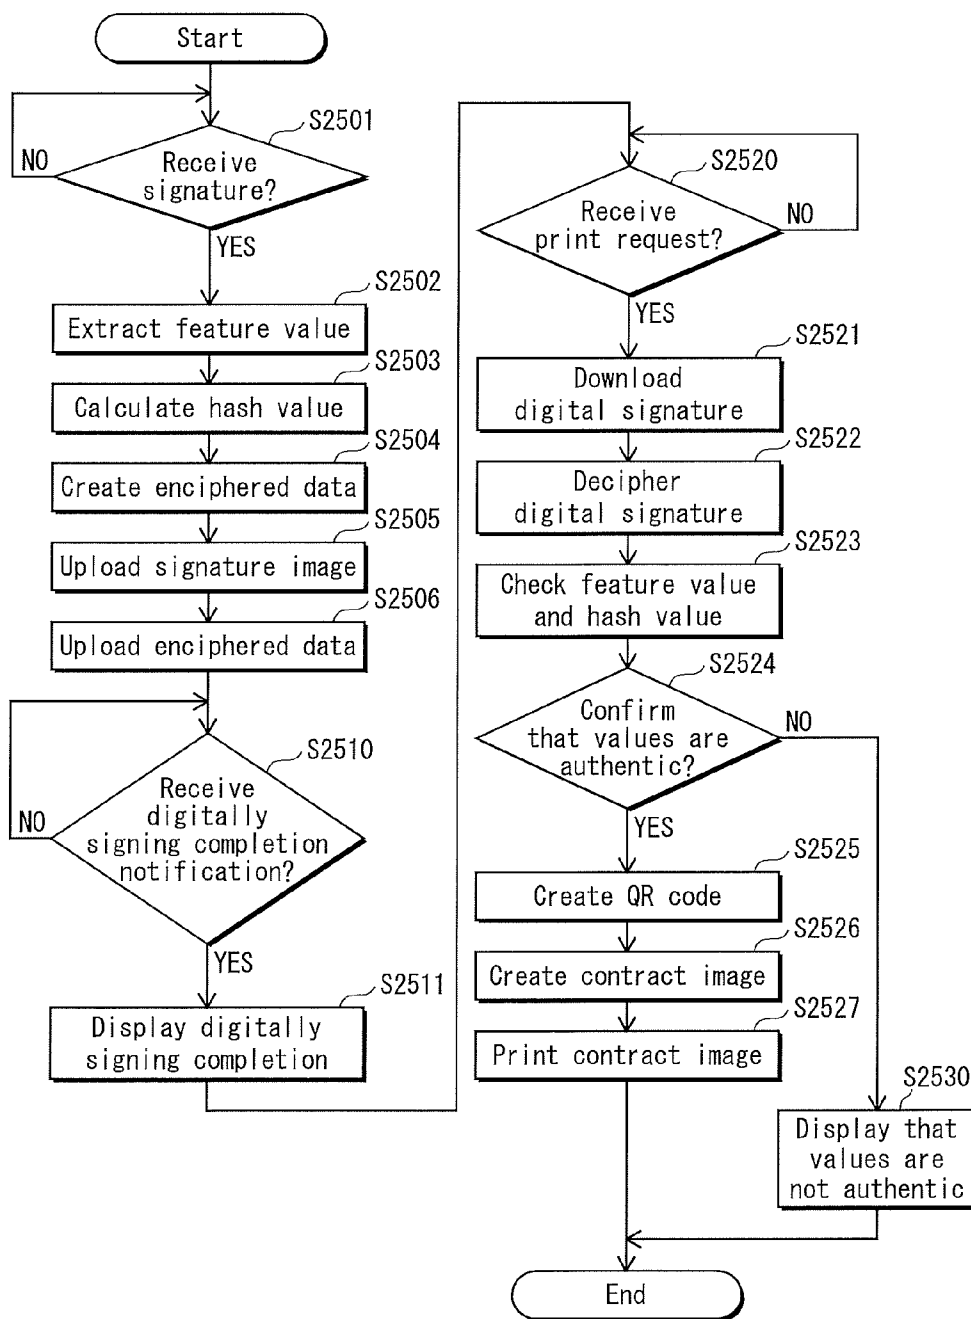 Start
S2501
NO
Receive
signature?
YES
S2502
Extract feature value
S2503
Calculate hash value
S2504
Create enciphered data
S2505
Upload signature image
S2506
Upload enciphered data
S2510
NO
Receive
digitally
signing completion
notification?
YES
S2511
Display digitally
signing completion
S2520
Receive
print request?
NO
YES
S2521
Download
digital signature
S2522
Decipher
digital signature
S2523
Check feature value
and hash value
S2524
Confirm
that values are
authentic?
NO
YES
S2525
Create QR code
S2526
Create contract image
S2527
Print contract image
S2530
Display that
values are
not authentic
End